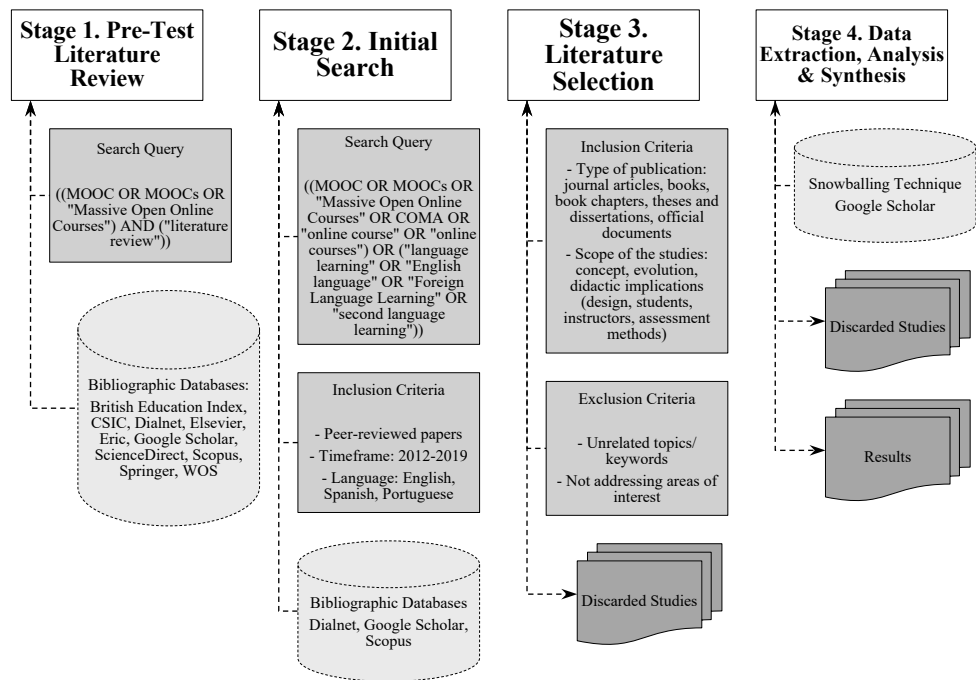 Stage 1. Pre-Test
Literature
Review
Search Query
((MOOC OR MOOCs OR
"Massive Open Online
Courses") AND ("literature
review"))
Bibliographic Databases:
British Education Index,
CSIC, Dialnet, Elsevier,
Eric, Google Scholar,
ScienceDirect, Scopus,
Springer, WOS
Stage 2. Initial
Search
Search Query
((MOOC OR MOOCs OR
"Massive Open Online
Courses" OR COMA OR
"online course" OR "online
courses") OR ("language
learning" OR "English
language" OR "Foreign
Language Learning" OR
"second language
learning"))
Inclusion Criteria
- Peer-reviewed papers
- Timeframe: 2012-2019
- Language: English,
Spanish, Portuguese
Bibliographic Databases
Dialnet, Google Scholar,
Scopus
Stage 3.
Literature
Selection
Inclusion Criteria
- Type of publication:
journal articles, books,
book chapters, theses and
dissertations, official
documents
- Scope of the studies:
concept, evolution,
didactic implications
(design, students,
instructors, assessment
methods)
Exclusion Criteria
- Unrelated topics/
keywords
- Not addressing areas of
interest
Discarded Studies
Stage 4. Data
Extraction, Analysis
& Synthesis
Snowballing Technique
Google Scholar
Discarded Studies
Results